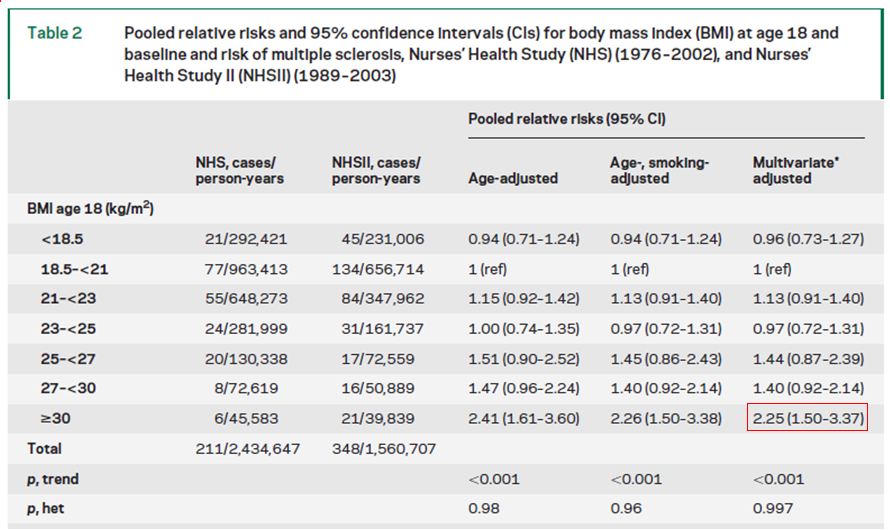 Table 2 Pooled relative risks and 95% confidence intervals (CIs) for body mass index (BMI) at age 18 and
baseline and risk of multiple sclerosis, Nurses' Health Study (NHS) (1976–2002), and Nurses'
Health Study II (NHSII) (1989–2003)
Pooled relative risks (95% CI)
NHS, cases/ NHSII, cases/ Age-, smoking- Multivariate*
person-years person-years Age-adjusted adjusted adjusted
BMI age 18 (kg/m²)
<18.5 21/292,421 45/231,006 0.94 (0.71–1.24) 0.94 (0.71–1.24) 0.96 (0.73–1.27)
18.5–<21 77/963,413 134/656,714 1 (ref) 1 (ref) 1 (ref)
21–<23 55/648,273 84/347,962 1.15 (0.92–1.42) 1.13 (0.91–1.40) 1.13 (0.91–1.40)
23–<25 24/281,999 31/161,737 1.00 (0.74–1.35) 0.97 (0.72–1.31) 0.97 (0.72–1.31)
25–<27 20/130,338 17/72,559 1.51 (0.90–2.52) 1.45 (0.86–2.43) 1.44 (0.87–2.39)
27–<30 8/72,619 16/50,889 1.47 (0.96–2.24) 1.40 (0.92–2.14) 1.40 (0.92–2.14)
≥30 6/45,583 21/39,839 2.41 (1.61–3.60) 2.26 (1.50–3.38) 2.25 (1.50–3.37)
Total 211/2,434,647 348/1,560,707
p, trend <0.001 <0.001 <0.001
p, het 0.98 0.96 0.997